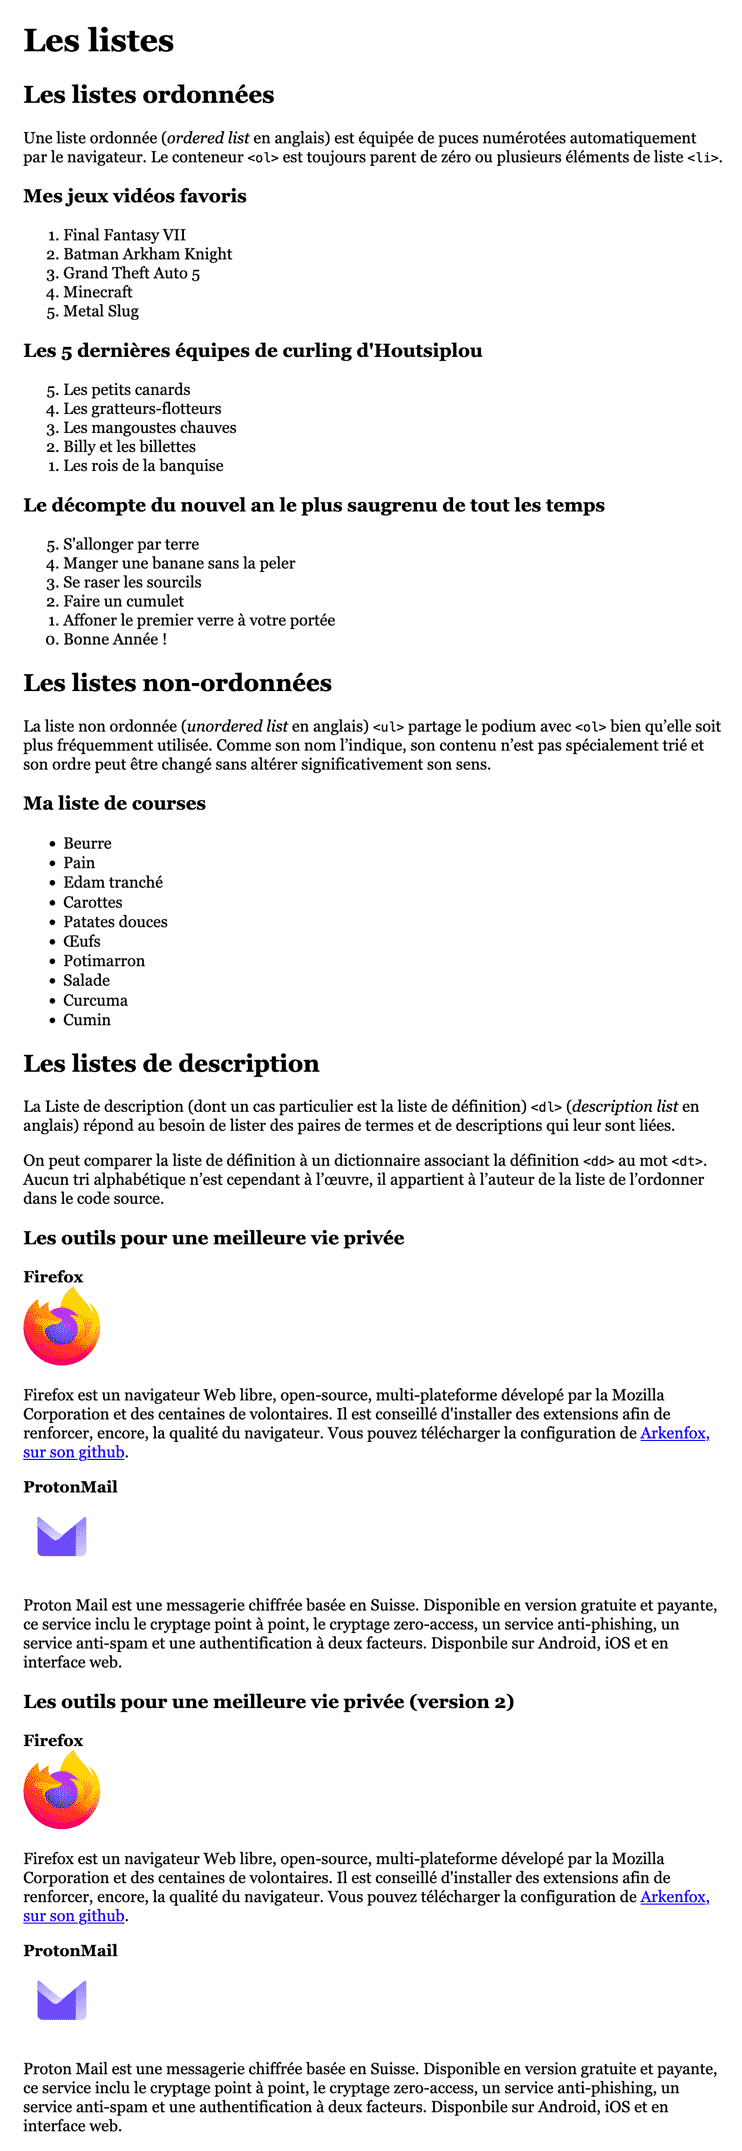 Les listes
Les listes ordonnées
Une liste ordonnée (ordered list en anglais) est équipée de puces numérotées automatiquement
par le navigateur. Le conteneur <ol> est toujours parent de zéro ou plusieurs éléments de liste <li>.
Mes jeux vidéos favoris
1. Final Fantasy VII
2. Batman Arkham Knight
3. Grand Theft Auto 5
4. Minecraft
5. Metal Slug
Les 5 dernières équipes de curling d'Houtsiplou
5. Les petits canards
4. Les gratteurs-flotteurs
3. Les mangoustes chauves
2. Billy et les billettes
1. Les rois de la banquise
Le décompte du nouvel an le plus saugrenu de tout les temps
5. S'allonger par terre
4. Manger une banane sans la peler
3. Se raser les sourcils
2. Faire un cumulet
1. Affoner le premier verre à votre portée
0. Bonne Année !
Les listes non-ordonnées
La liste non ordonnée (unordered list en anglais) <ul> partage le podium avec <ol> bien qu’elle soit
plus fréquemment utilisée. Comme son nom l’indique, son contenu n’est pas spécialement trié et
son ordre peut être changé sans altérer significativement son sens.
Ma liste de courses
• Beurre
• Pain
• Edam tranché
• Carottes
• Patates douces
• Œufs
• Potimarron
• Salade
• Curcuma
• Cumin
Les listes de description
La Liste de description (dont un cas particulier est la liste de définition) <dl> (description list en
anglais) répond au besoin de lister des paires de termes et de descriptions qui leur sont liées.
On peut comparer la liste de définition à un dictionnaire associant la définition <dd> au mot <dt>.
Aucun tri alphabétique n’est cependant à l’œuvre, il appartient à l’auteur de la liste de l’ordonner
dans le code source.
Les outils pour une meilleure vie privée
Firefox
Firefox est un navigateur Web libre, open-source, multi-plateforme dévelopé par la Mozilla
Corporation et des centaines de volontaires. Il est conseillé d'installer des extensions afin de
renforcer, encore, la qualité du navigateur. Vous pouvez télécharger la configuration de Arkenfox,
sur son github.
ProtonMail
Proton Mail est une messagerie chiffrée basée en Suisse. Disponible en version gratuite et payante,
ce service inclu le cryptage point à point, le cryptage zero-access, un service anti-phishing, un
service anti-spam et une authentification à deux facteurs. Disponbile sur Android, iOS et en
interface web.
Les outils pour une meilleure vie privée (version 2)
Firefox
Firefox est un navigateur Web libre, open-source, multi-plateforme dévelopé par la Mozilla
Corporation et des centaines de volontaires. Il est conseillé d'installer des extensions afin de
renforcer, encore, la qualité du navigateur. Vous pouvez télécharger la configuration de Arkenfox,
sur son github.
ProtonMail
Proton Mail est une messagerie chiffrée basée en Suisse. Disponible en version gratuite et payante,
ce service inclu le cryptage point à point, le cryptage zero-access, un service anti-phishing, un
service anti-spam et une authentification à deux facteurs. Disponbile sur Android, iOS et en
interface web.